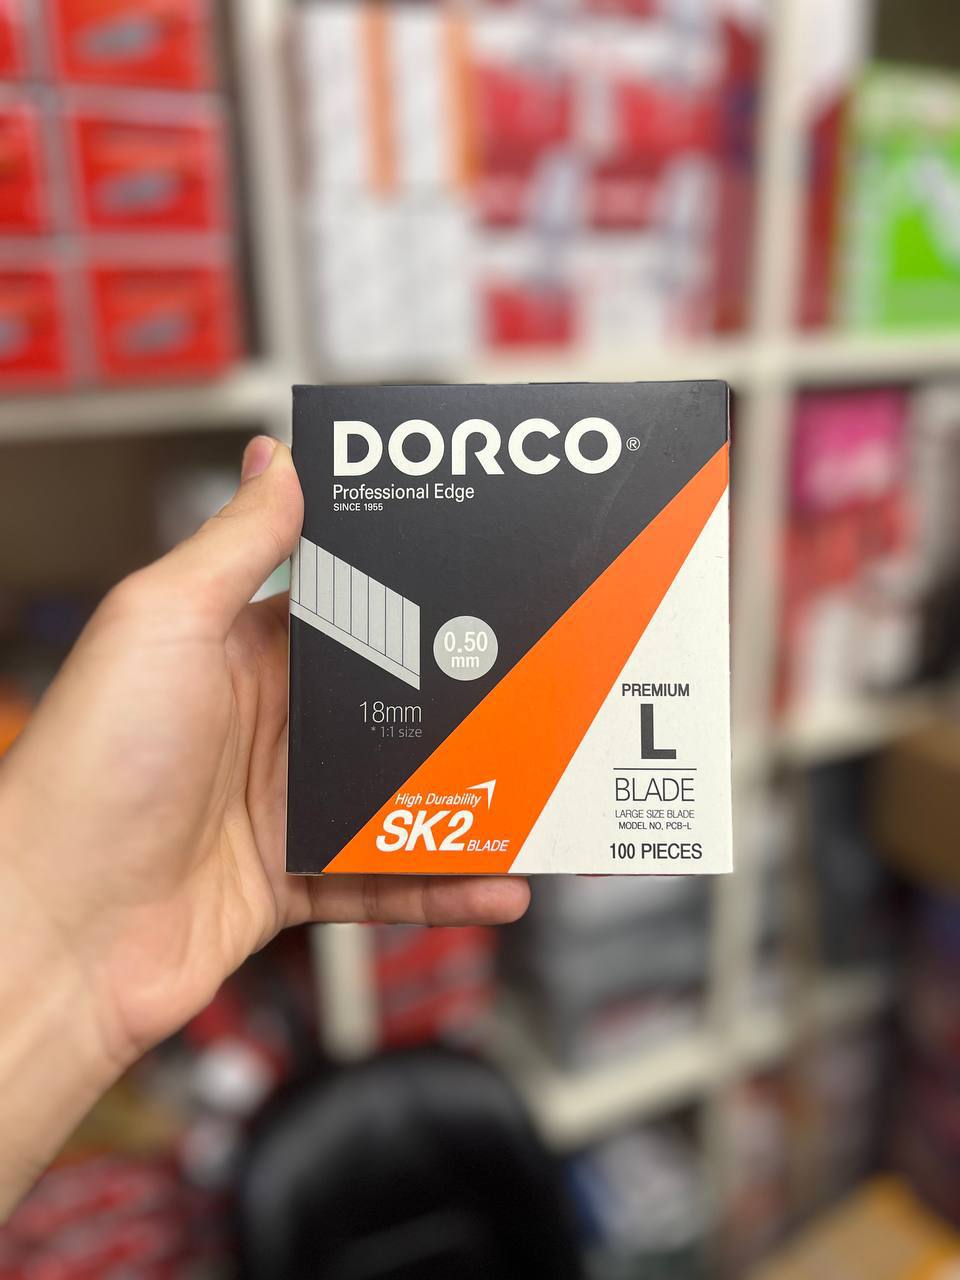 DORCO®
Professional Edge
SINCE 1955
0.50
mm
18mm
* 1:1 size
High Durability
SK2 BLADE
PREMIUM
L
BLADE
LARGE SIZE BLADE
MODEL NO, PCB-L
100 PIECES